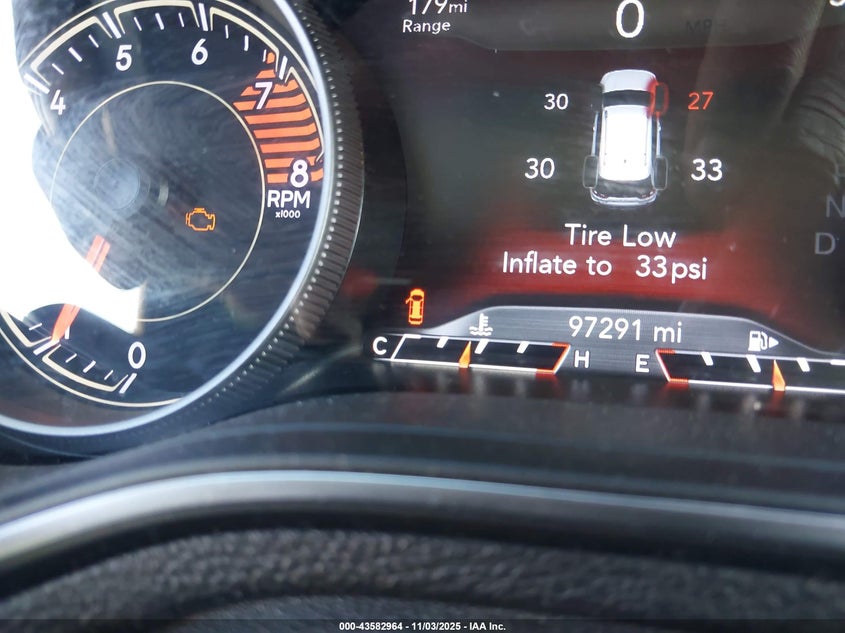 179mi
Range
0
MPH
4 5 6 7 8
RPM
x1000
0
30 27
30 33
Tire Low
Inflate to 33psi
N
D
97291 mi
C H
E
000-43582964 - 11/03/2025 - IAA Inc.